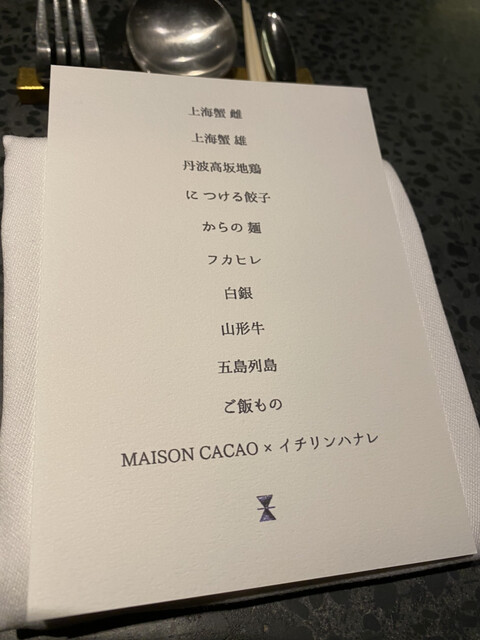 上海蟹 雌
上海蟹 雄
丹波高坂地鶏
に つける餃子
からの 麺
フカヒレ
白銀
山形牛
五島列島
ご飯もの
MAISON CACAO × イチリンハナレ